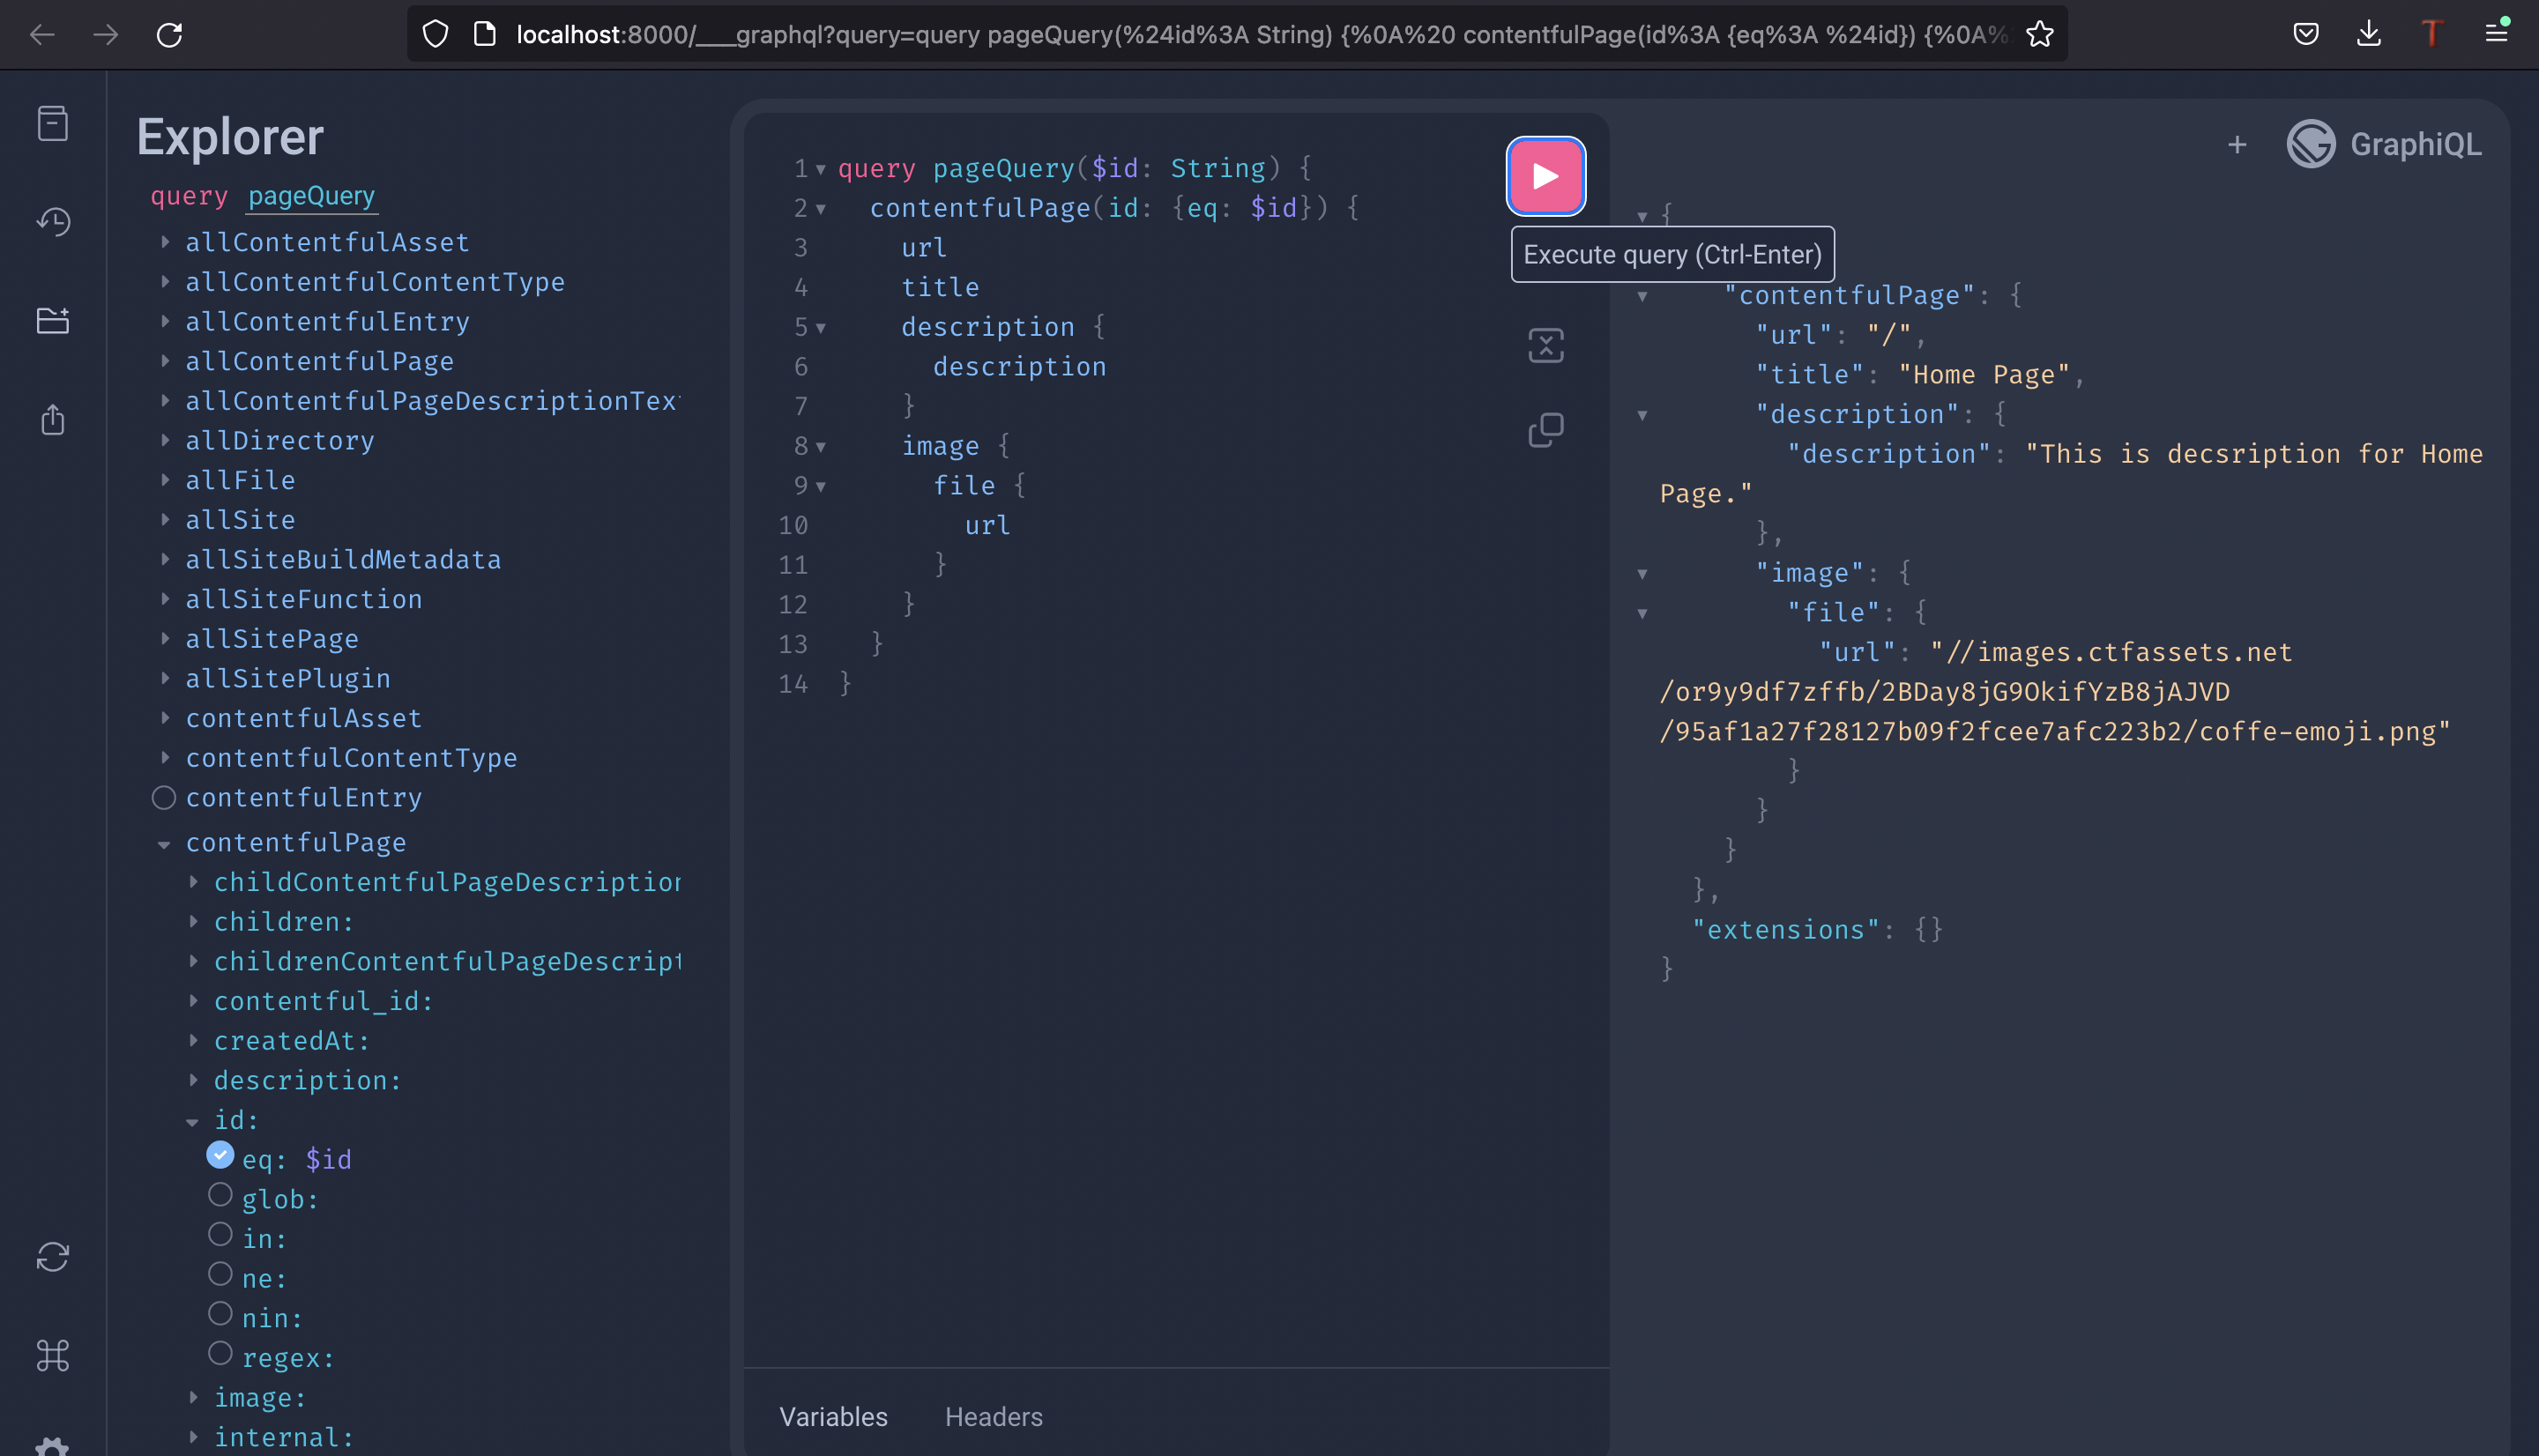 localhost:8000/___graphql?query=query pageQuery(%24id%3A String) {%0A%20 contentfulPage(id%3A {eq%3A %24id}) {%0A%
T
Explorer
query pageQuery
allContentfulAsset
allContentfulContentType
allContentfulEntry
allContentfulPage
allContentfulPageDescriptionTex
allDirectory
allFile
allSite
allSiteBuildMetadata
allSiteFunction
allSitePage
allSitePlugin
contentfulAsset
contentfulContentType
contentfulEntry
contentfulPage
childContentfulPageDescription
children:
childrenContentfulPageDescript
contentful_id:
createdAt:
description:
id:
eq: $id
glob:
in:
ne:
nin:
regex:
image:
internal:
1 query pageQuery($id: String) {
2 contentfulPage(id: {eq: $id}) {
3 url
4 title
5 description {
6 description
7 }
8 image {
9 file {
10 url
11 }
12 }
13 }
14 }
Variables Headers
Execute query (Ctrl-Enter)
+ GraphiQL
{
"contentfulPage": {
"url": "/",
"title": "Home Page",
"description": {
"description": "This is decsription for Home
Page."
},
"image": {
"file": {
"url": "//images.ctfassets.net
/or9y9df7zffb/2BDay8jG9OkifYzB8jAJVD
/95af1a27f28127b09f2fcee7afc223b2/coffe-emoji.png"
}
}
}
},
"extensions": {}
}